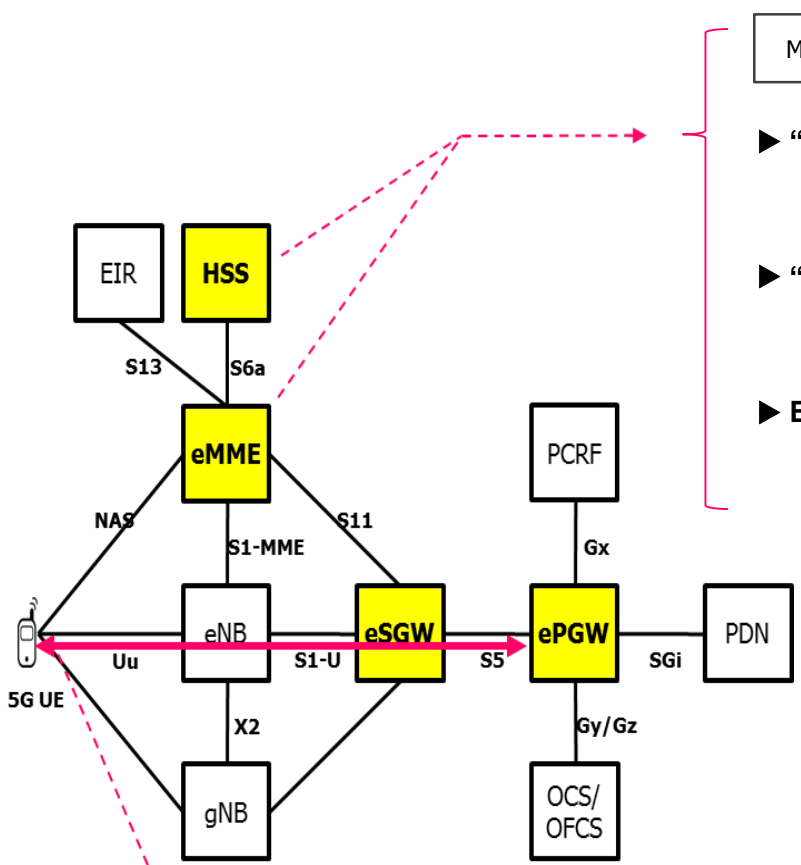 M
▶ “
EIR
HSS
▶ “
S13
S6a
▶ E
eMME
PCRF
NAS
S11
S1-MME
Gx
eNB
eSGW
ePGW
PDN
Uu
S1-U
S5
SGi
5G UE
X2
Gy/Gz
gNB
OCS/
OFCS